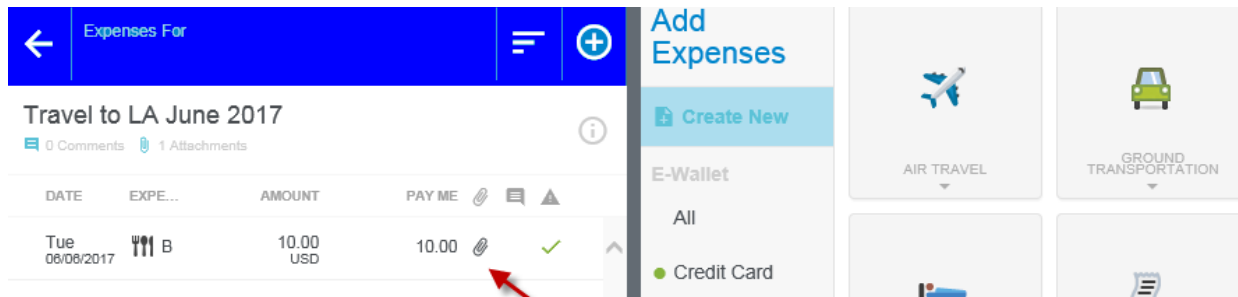 Expenses For
Travel to LA June 2017
0 Comments 1 Attachments
DATE EXPE... AMOUNT PAY ME
Tue
06/06/2017
B
10.00
USD
10.00
Add
Expenses
Create New
E-Wallet
All
Credit Card
AIR TRAVEL
GROUND
TRANSPORTATION